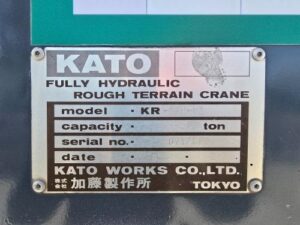 KATO
FULLY HYDRAULIC
ROUGH TERRAIN CRANE
model · KR
capacity · ton
serial no. ·
date ·
KATO WORKS CO.,LTD.
株式会社 加藤製作所 TOKYO